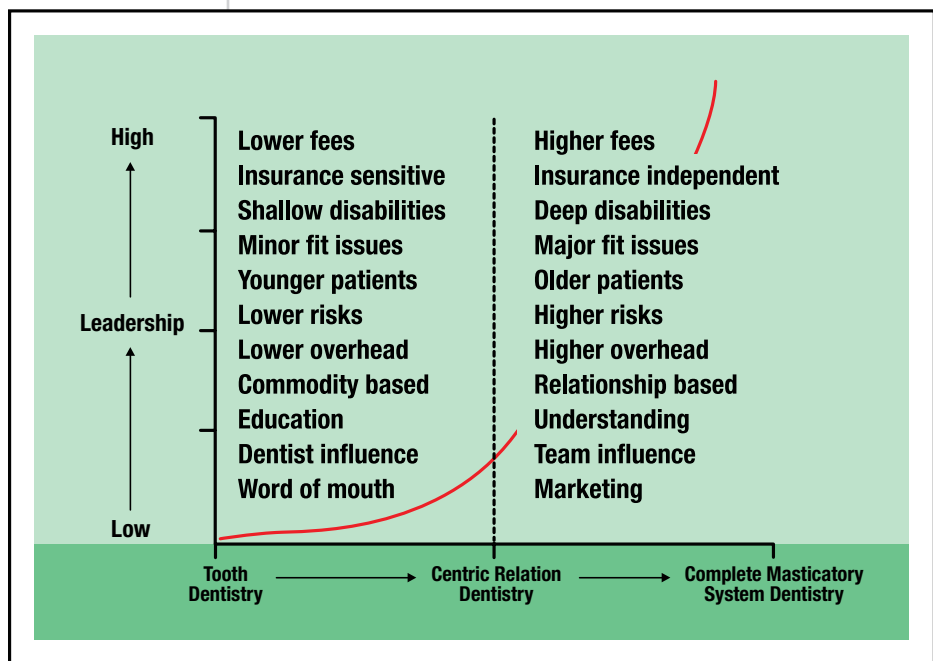 High
Leadership
Low
Lower fees
Insurance sensitive
Shallow disabilities
Minor fit issues
Younger patients
Lower risks
Lower overhead
Commodity based
Education
Dentist influence
Word of mouth
Higher fees
Insurance independent
Deep disabilities
Major fit issues
Older patients
Higher risks
Higher overhead
Relationship based
Understanding
Team influence
Marketing
Tooth
Dentistry
Centric Relation
Dentistry
Complete Masticatory
System Dentistry